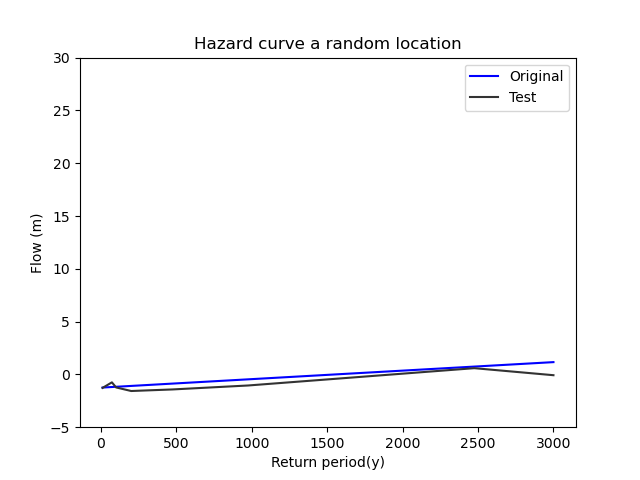 Hazard curve a random location
30
25
20
15
10
5
0
−5
Flow (m)
Original
Test
0 500 1000 1500 2000 2500 3000
Return period(y)